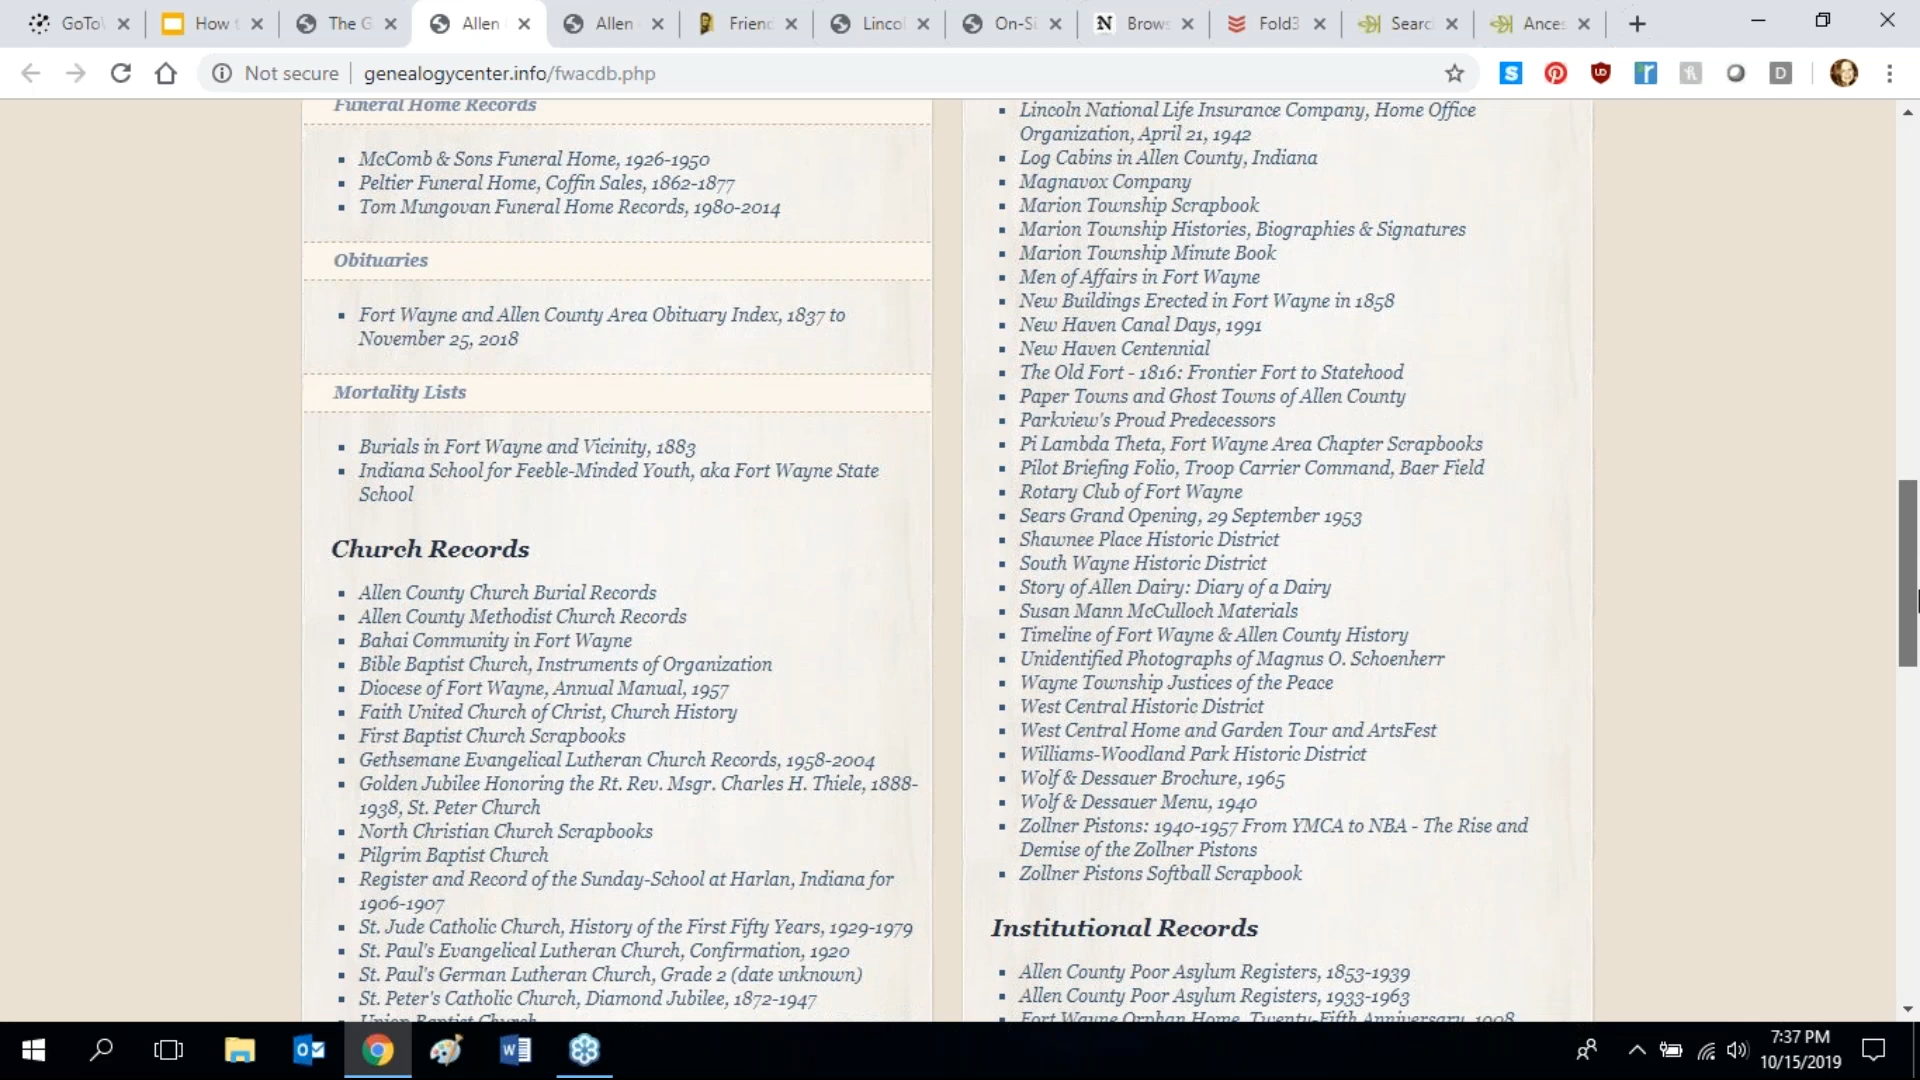 GoTo
How t
The G
Allen
Allen
Friend
Lincol
On-Si
Brows
Fold3
Searc
Ances
Not secure
genealogycenter.info/fwacdb.php
Funeral Home Records
McComb & Sons Funeral Home, 1926-1950
Peltier Funeral Home, Coffin Sales, 1862-1877
Tom Mungovan Funeral Home Records, 1980-2014
Obituaries
Fort Wayne and Allen County Area Obituary Index, 1837 to
November 25, 2018
Mortality Lists
Burials in Fort Wayne and Vicinity, 1883
Indiana School for Feeble-Minded Youth, aka Fort Wayne State
School
Church Records
Allen County Church Burial Records
Allen County Methodist Church Records
Bahai Community in Fort Wayne
Bible Baptist Church, Instruments of Organization
Diocese of Fort Wayne, Annual Manual, 1957
Faith United Church of Christ, Church History
First Baptist Church Scrapbooks
Gethsemane Evangelical Lutheran Church Records, 1958-2004
Golden Jubilee Honoring the Rt. Rev. Msgr. Charles H. Thiele, 1888-
1938, St. Peter Church
North Christian Church Scrapbooks
Pilgrim Baptist Church
Register and Record of the Sunday-School at Harlan, Indiana for
1906-1907
St. Jude Catholic Church, History of the First Fifty Years, 1929-1979
St. Paul's Evangelical Lutheran Church, Confirmation, 1920
St. Paul's German Lutheran Church, Grade 2 (date unknown)
St. Peter's Catholic Church, Diamond Jubilee, 1872-1947
Union Baptist Church
Lincoln National Life Insurance Company, Home Office
Organization, April 21, 1942
Log Cabins in Allen County, Indiana
Magnavox Company
Marion Township Scrapbook
Marion Township Histories, Biographies & Signatures
Marion Township Minute Book
Men of Affairs in Fort Wayne
New Buildings Erected in Fort Wayne in 1858
New Haven Canal Days, 1991
New Haven Centennial
The Old Fort - 1816: Frontier Fort to Statehood
Paper Towns and Ghost Towns of Allen County
Parkview's Proud Predecessors
Pi Lambda Theta, Fort Wayne Area Chapter Scrapbooks
Pilot Briefing Folio, Troop Carrier Command, Baer Field
Rotary Club of Fort Wayne
Sears Grand Opening, 29 September 1953
Shawnee Place Historic District
South Wayne Historic District
Story of Allen Dairy: Diary of a Dairy
Susan Mann McCulloch Materials
Timeline of Fort Wayne & Allen County History
Unidentified Photographs of Magnus O. Schoenherr
Wayne Township Justices of the Peace
West Central Historic District
West Central Home and Garden Tour and ArtsFest
Williams-Woodland Park Historic District
Wolf & Dessauer Brochure, 1965
Wolf & Dessauer Menu, 1940
Zollner Pistons: 1940-1957 From YMCA to NBA - The Rise and
Demise of the Zollner Pistons
Zollner Pistons Softball Scrapbook
Institutional Records
Allen County Poor Asylum Registers, 1853-1939
Allen County Poor Asylum Registers, 1933-1963
Fort Wayne Orphan Home, Twenty-Fifth Anniversary, 1908
7:37 PM
10/15/2019